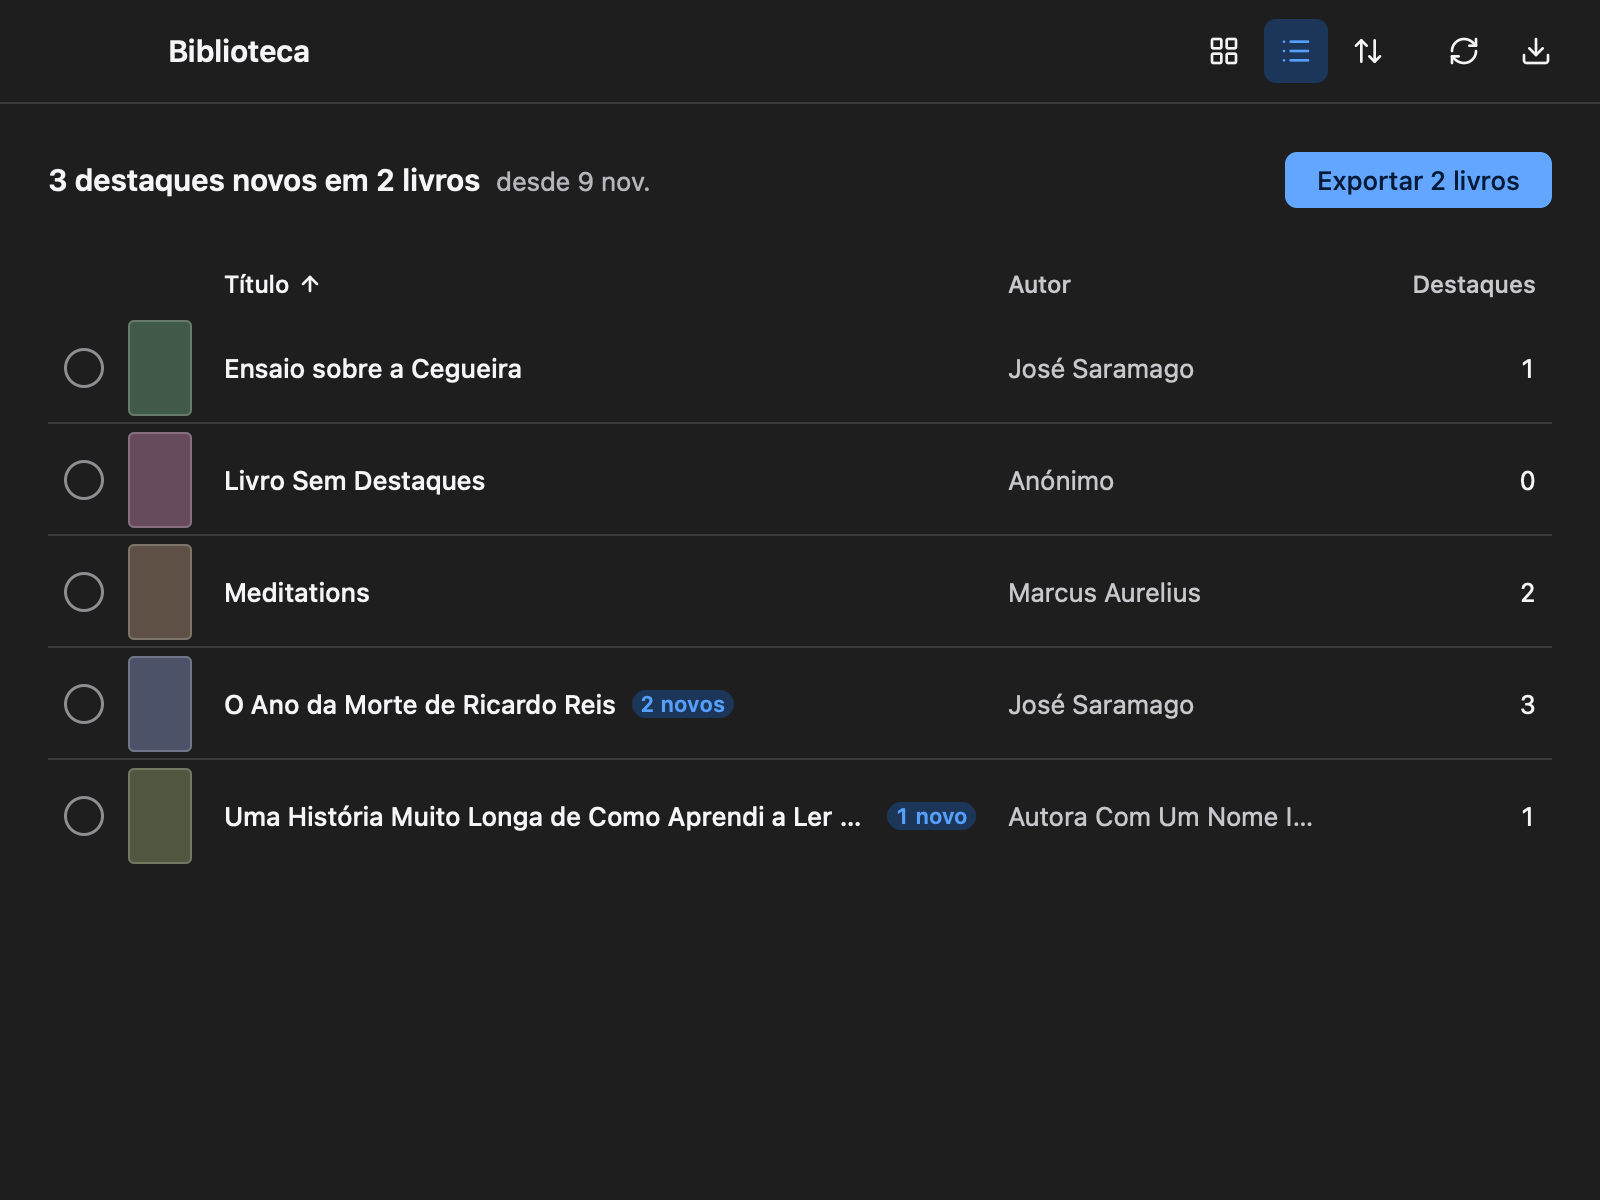 Biblioteca
3 destaques novos em 2 livros desde 9 nov.
Exportar 2 livros
Título Autor Destaques
Ensaio sobre a Cegueira José Saramago 1
Livro Sem Destaques Anónimo 0
Meditations Marcus Aurelius 2
O Ano da Morte de Ricardo Reis 2 novos José Saramago 3
Uma História Muito Longa de Como Aprendi a Ler ... 1 novo Autora Com Um Nome I... 1